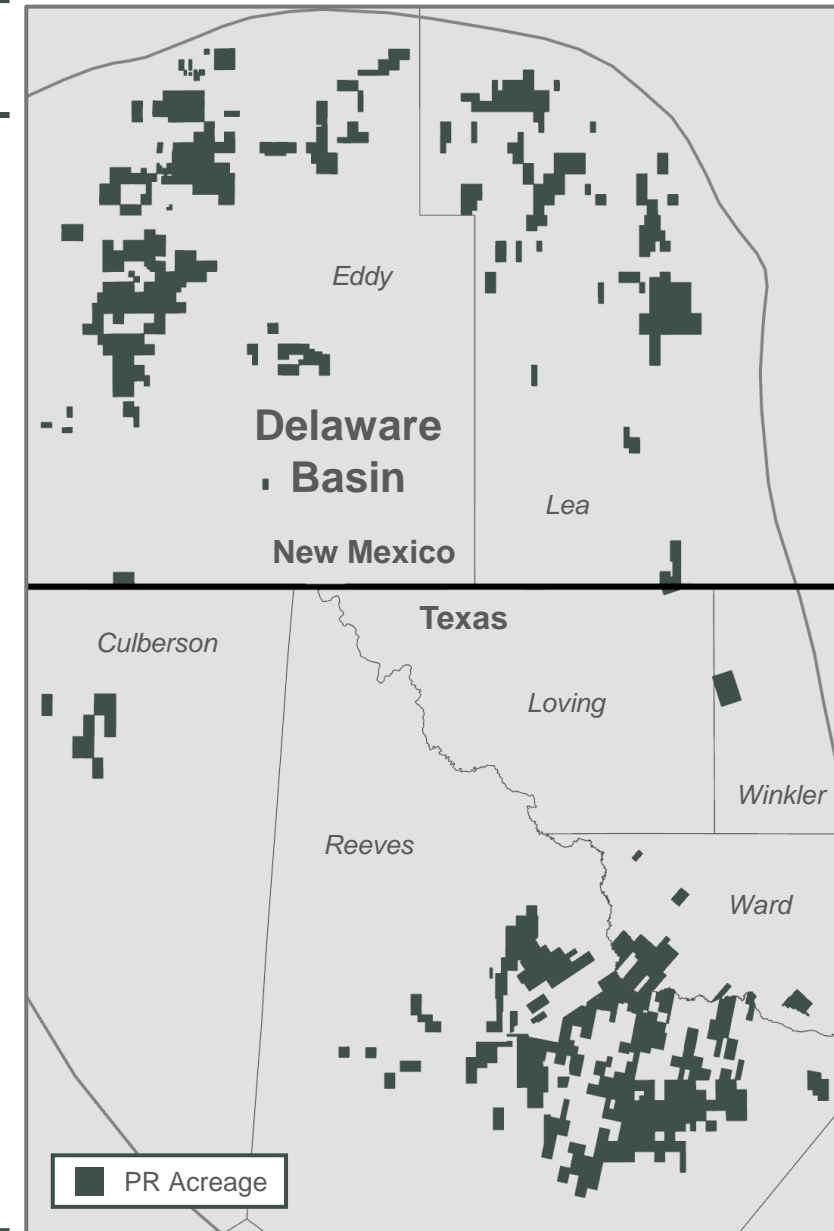 Eddy
Delaware
Basin
Lea
New Mexico
Texas
Culberson
Loving
Winkler
Reeves
Ward
PR Acreage